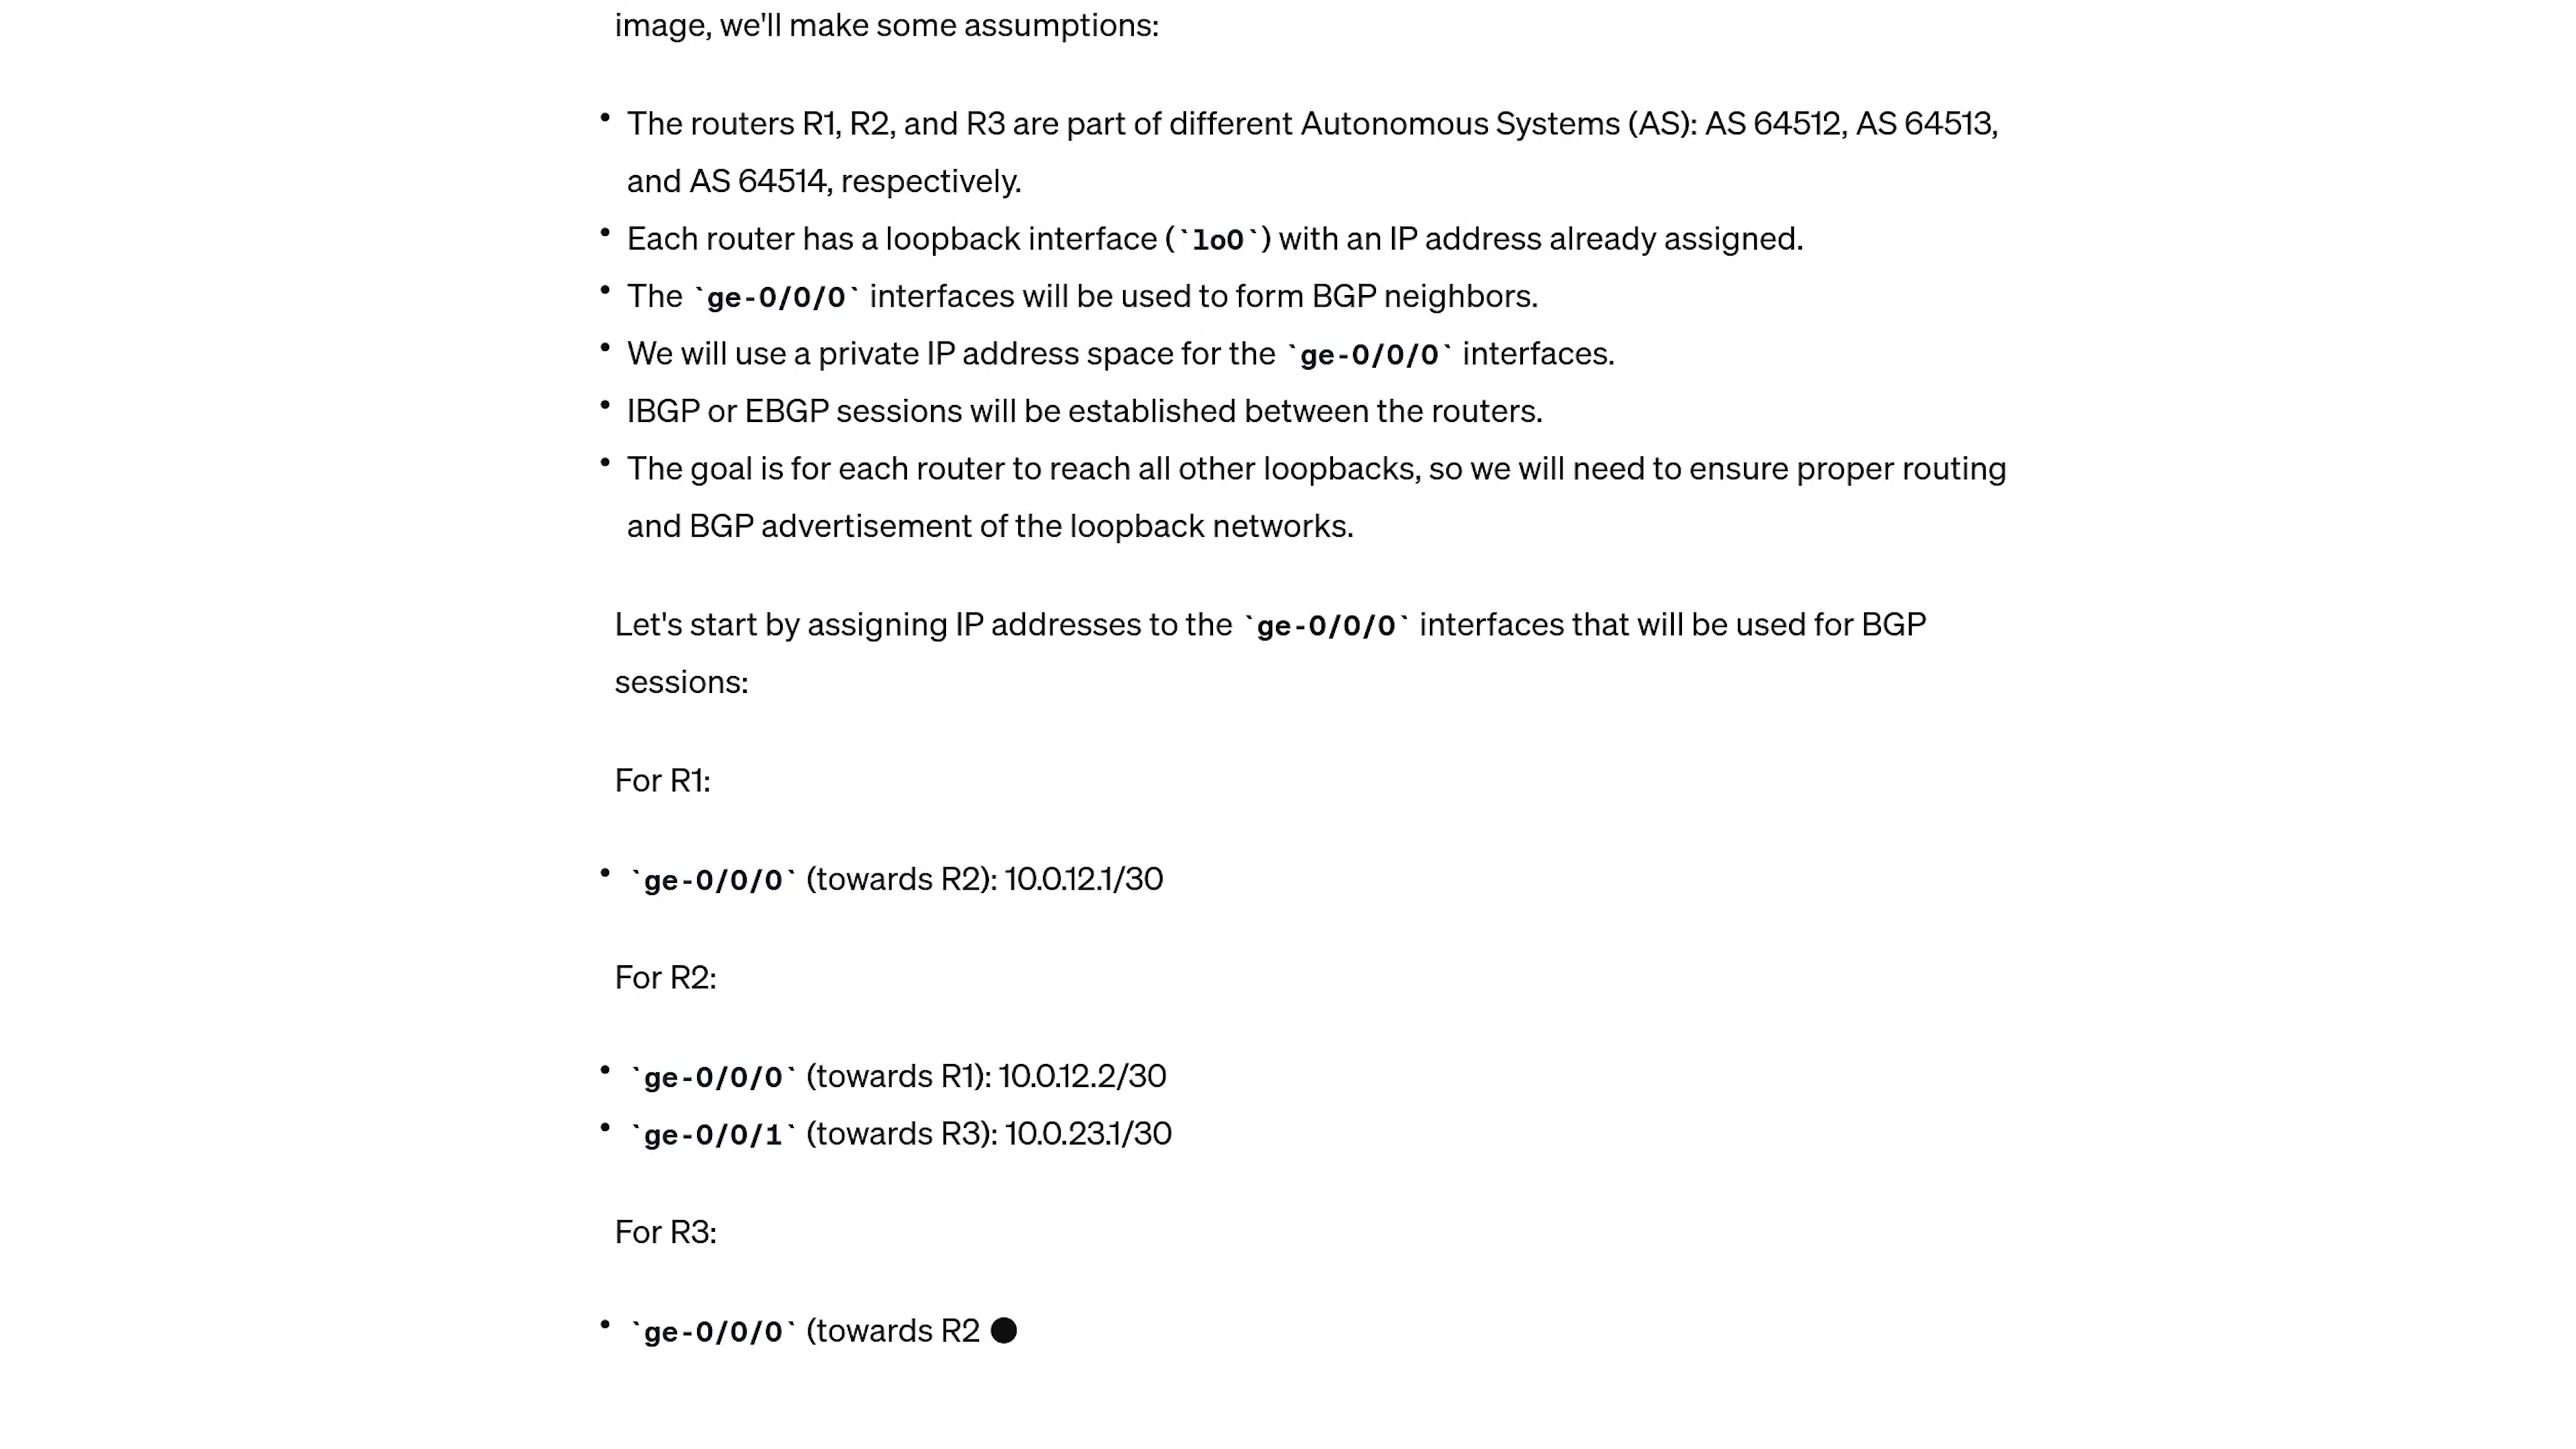 image, we'll make some assumptions:
• The routers R1, R2, and R3 are part of different Autonomous Systems (AS): AS 64512, AS 64513,
and AS 64514, respectively.
• Each router has a loopback interface (`lo0`) with an IP address already assigned.
• The `ge-0/0/0` interfaces will be used to form BGP neighbors.
• We will use a private IP address space for the `ge-0/0/0` interfaces.
• IBGP or EBGP sessions will be established between the routers.
• The goal is for each router to reach all other loopbacks, so we will need to ensure proper routing
and BGP advertisement of the loopback networks.
Let's start by assigning IP addresses to the `ge-0/0/0` interfaces that will be used for BGP
sessions:
For R1:
• `ge-0/0/0` (towards R2): 10.0.12.1/30
For R2:
• `ge-0/0/0` (towards R1): 10.0.12.2/30
• `ge-0/0/1` (towards R3): 10.0.23.1/30
For R3:
• `ge-0/0/0` (towards R2